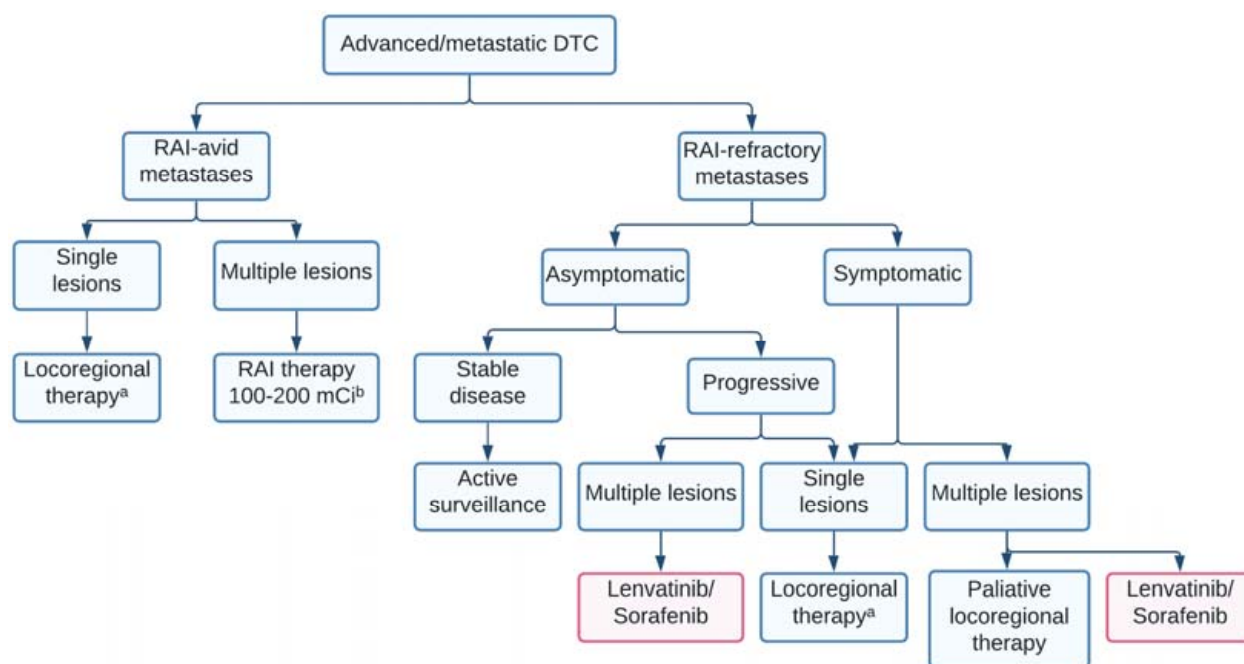 Advanced/metastatic DTC
RAI-avid
metastases
RAI-refractory
metastases
Single
lesions
Multiple lesions
Asymptomatic
Symptomatic
Locoregional
therapyᵃ
RAI therapy
100-200 mCiᵇ
Stable
disease
Progressive
Active
surveillance
Multiple lesions
Single
lesions
Multiple lesions
Lenvatinib/
Sorafenib
Locoregional
therapyᵃ
Paliative
locoregional
therapy
Lenvatinib/
Sorafenib